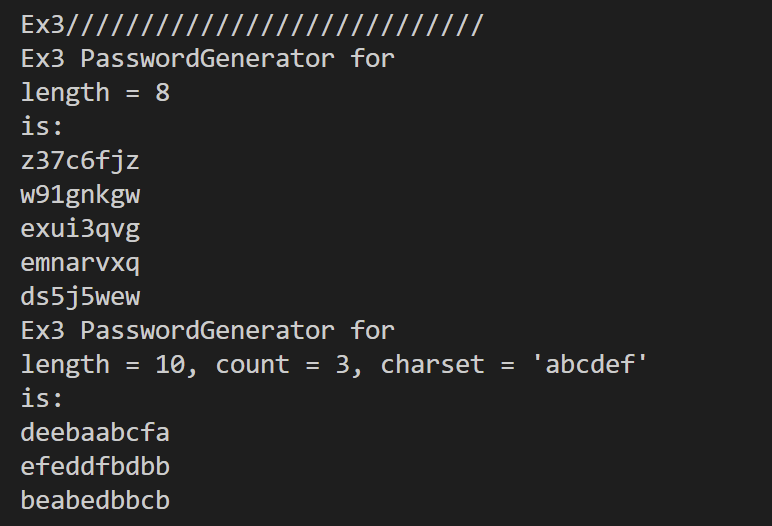 Ex3////////////////////////////
Ex3 PasswordGenerator for
length = 8
is:
z37c6fjz
w91gnkgw
exui3qvg
emnarvxq
ds5j5wew
Ex3 PasswordGenerator for
length = 10, count = 3, charset = 'abcdef'
is:
deebaabcfa
efeddfbdbb
beabedbbcb